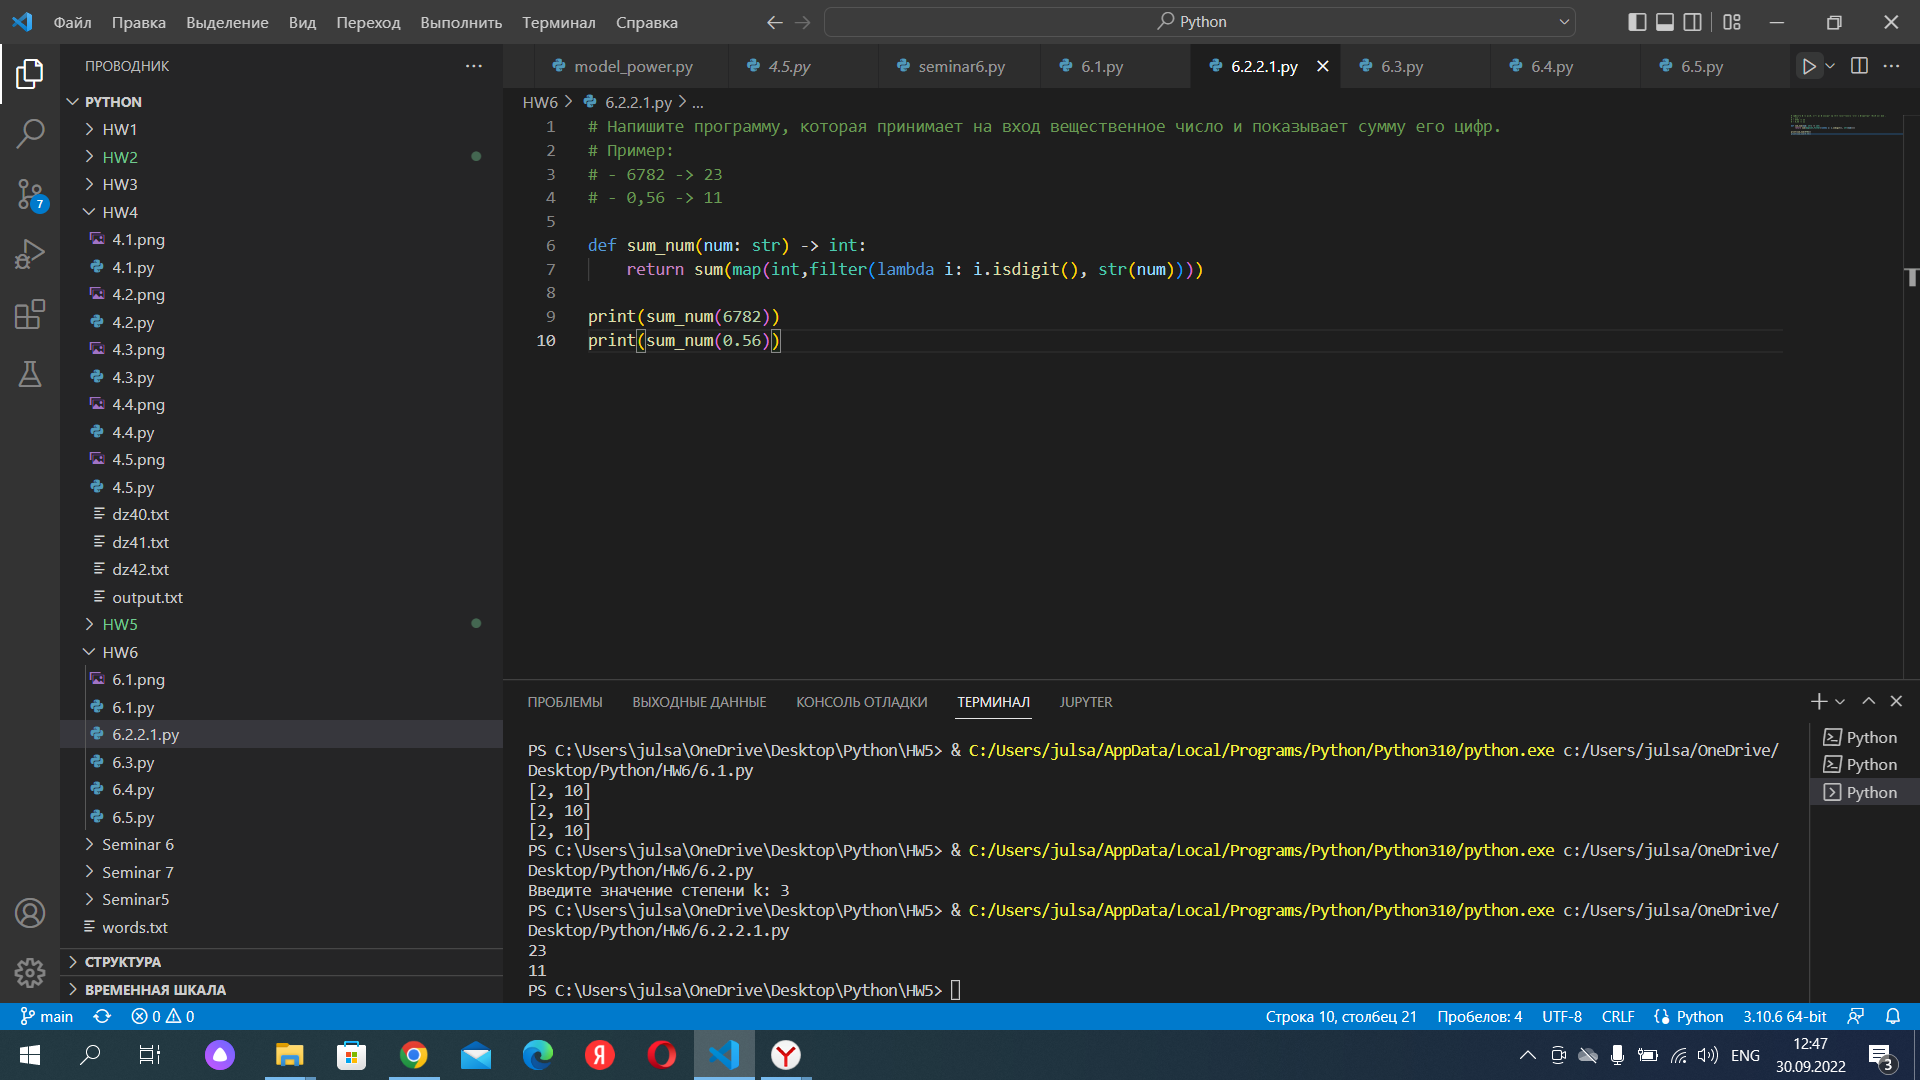 Файл Правка Выделение Вид Переход Выполнить Терминал Справка Python
ПРОВОДНИК
model_power.py 4.5.py seminar6.py 6.1.py 6.2.2.1.py 6.3.py 6.4.py 6.5.py
PYTHON
HW1
HW2
HW3
HW4
4.1.png
4.1.py
4.2.png
4.2.py
4.3.png
4.3.py
4.4.png
4.4.py
4.5.png
4.5.py
dz40.txt
dz41.txt
dz42.txt
output.txt
HW5
HW6
6.1.png
6.1.py
6.2.2.1.py
6.3.py
6.4.py
6.5.py
Seminar 6
Seminar 7
Seminar5
words.txt
СТРУКТУРА
ВРЕМЕННАЯ ШКАЛА
7
HW6 > 6.2.2.1.py > ...
1 # Напишите программу, которая принимает на вход вещественное число и показывает сумму его цифр.
2 # Пример:
3 # - 6782 -> 23
4 # - 0,56 -> 11
5
6 def sum_num(num: str) -> int:
7 return sum(map(int,filter(lambda i: i.isdigit(), str(num))))
8
9 print(sum_num(6782))
10 print(sum_num(0.56))
ПРОБЛЕМЫ ВЫХОДНЫЕ ДАННЫЕ КОНСОЛЬ ОТЛАДКИ ТЕРМИНАЛ JUPYTER
PS C:\Users\julsa\OneDrive\Desktop\Python\HW5> & C:/Users/julsa/AppData/Local/Programs/Python/Python310/python.exe c:/Users/julsa/OneDrive/
Desktop/Python/HW6/6.1.py
[2, 10]
[2, 10]
[2, 10]
PS C:\Users\julsa\OneDrive\Desktop\Python\HW5> & C:/Users/julsa/AppData/Local/Programs/Python/Python310/python.exe c:/Users/julsa/OneDrive/
Desktop/Python/HW6/6.2.py
Введите значение степени k: 3
PS C:\Users\julsa\OneDrive\Desktop\Python\HW5> & C:/Users/julsa/AppData/Local/Programs/Python/Python310/python.exe c:/Users/julsa/OneDrive/
Desktop/Python/HW6/6.2.2.1.py
23
11
PS C:\Users\julsa\OneDrive\Desktop\Python\HW5>
Python
Python
Python
main 0 0 Строка 10, столбец 21 Пробелов: 4 UTF-8 CRLF Python 3.10.6 64-bit
ENG
12:47
30.09.2022
3